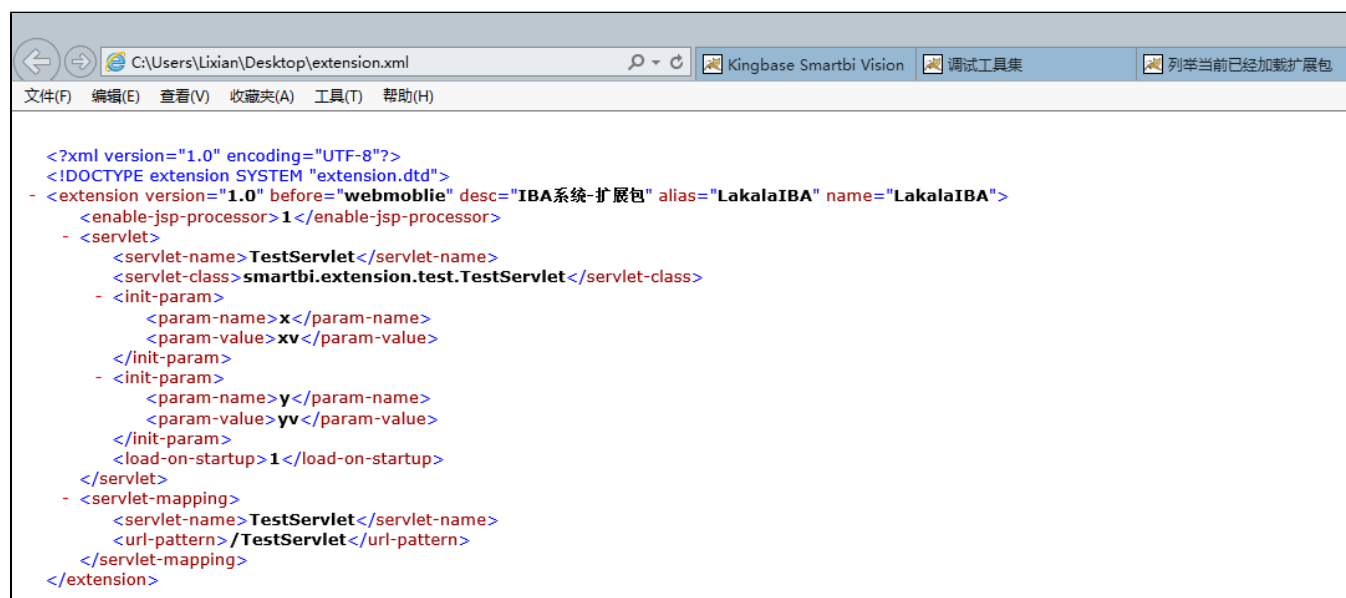 C:\Users\Lixian\Desktop\extension.xml
Kingbase Smartbi Vision
调试工具集
列举当前已经加载扩展包
文件(F) 编辑(E) 查看(V) 收藏夹(A) 工具(T) 帮助(H)
<?xml version="1.0" encoding="UTF-8"?>
<!DOCTYPE extension SYSTEM "extension.dtd">
- <extension version="1.0" before="webmoblie" desc="IBA系统-扩展包" alias="LakalaIBA" name="LakalaIBA">
<enable-jsp-processor>1</enable-jsp-processor>
- <servlet>
<servlet-name>TestServlet</servlet-name>
<servlet-class>smartbi.extension.test.TestServlet</servlet-class>
- <init-param>
<param-name>x</param-name>
<param-value>xv</param-value>
</init-param>
- <init-param>
<param-name>y</param-name>
<param-value>yv</param-value>
</init-param>
<load-on-startup>1</load-on-startup>
</servlet>
- <servlet-mapping>
<servlet-name>TestServlet</servlet-name>
<url-pattern>/TestServlet</url-pattern>
</servlet-mapping>
</extension>